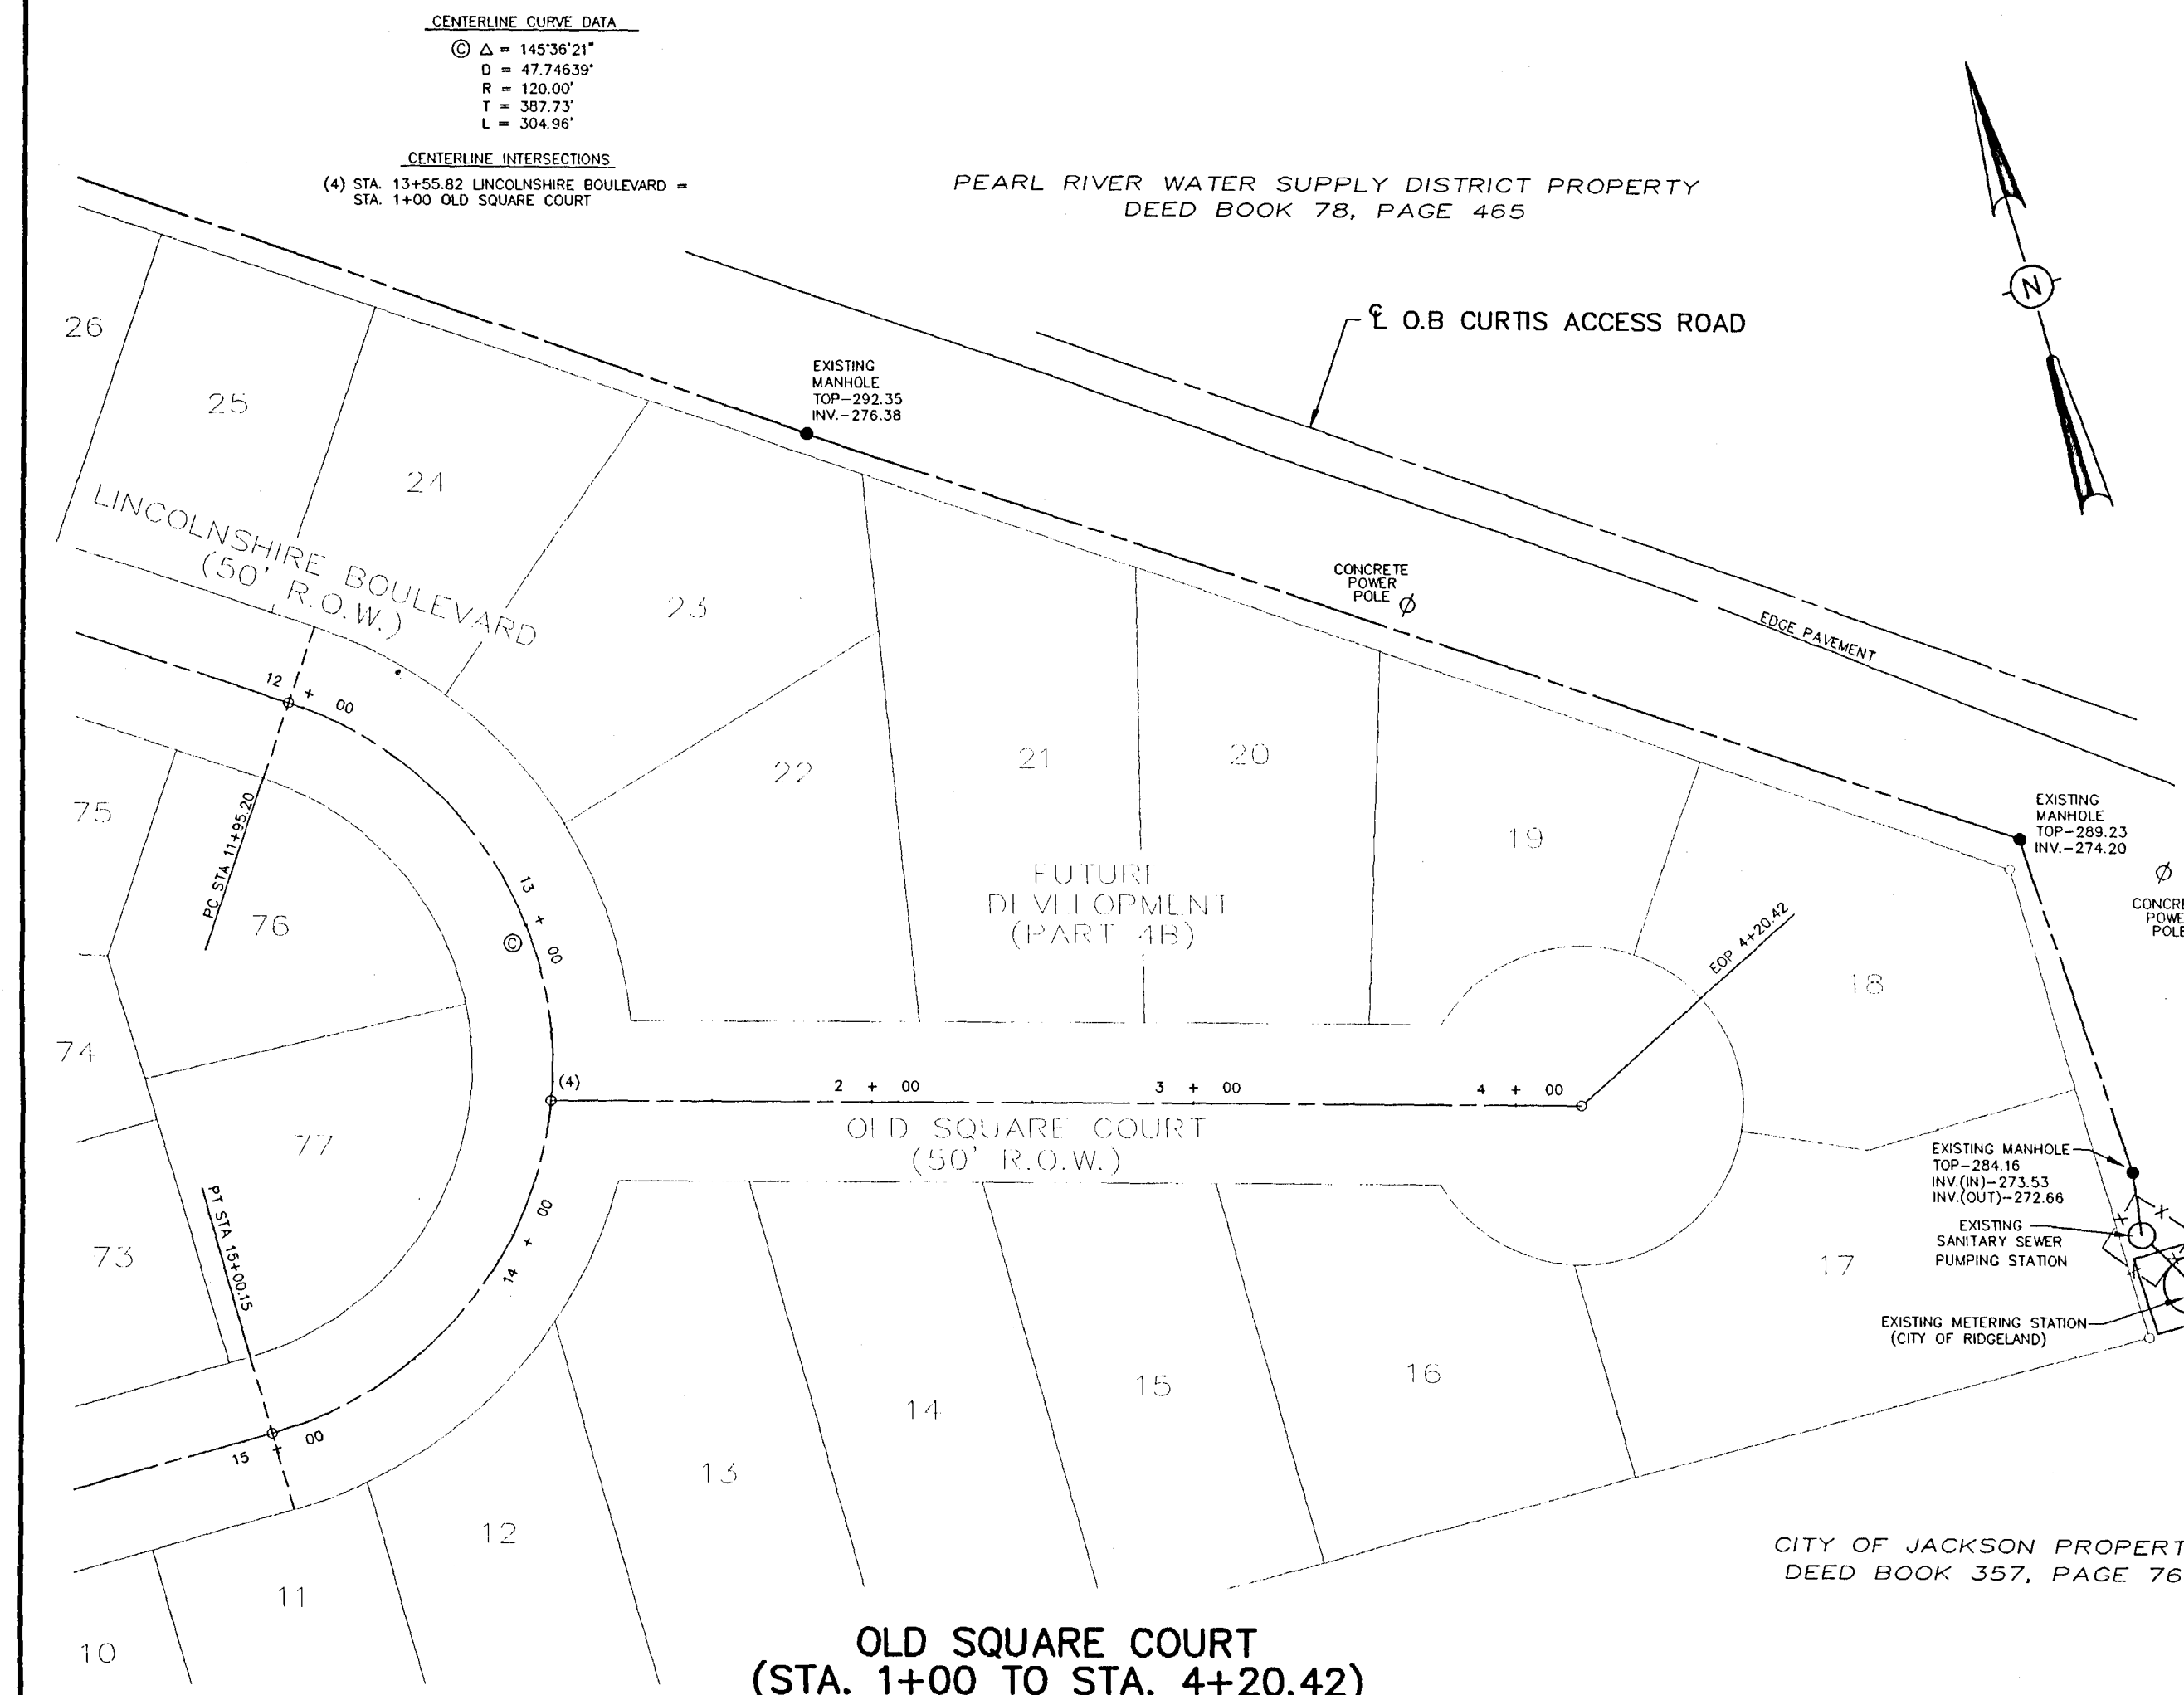 CENTERLINE CURVE DATA
Ⓒ Δ = 145°36'21"
D = 47.74639°
R = 120.00'
T = 387.73'
L = 304.96'
CENTERLINE INTERSECTIONS
(4) STA. 13+55.82 LINCOLNSHIRE BOULEVARD =
STA. 1+00 OLD SQUARE COURT
PEARL RIVER WATER SUPPLY DISTRICT PROPERTY
DEED BOOK 78, PAGE 465
N
℄ O.B CURTIS ACCESS ROAD
26
25
24
23
EXISTING
MANHOLE
TOP-292.35
INV.-276.38
LINCOLNSHIRE BOULEVARD
(50' R.O.W.)
CONCRETE
POWER
POLE
EDGE PAVEMENT
12 + 00
22
21
20
19
18
EXISTING
MANHOLE
TOP-289.23
INV.-274.20
75
PC STA 11+95.20
76
13 + 00
Ⓒ
FUTURE
DEVELOPMENT
(PART 4B)
EOP 4+20.42
POLE
74
(4)
2 + 00
3 + 00
4 + 00
OLD SQUARE COURT
(50' R.O.W.)
77
EXISTING MANHOLE
TOP-284.16
INV.(IN)-273.53
INV.(OUT)-272.66
EXISTING
SANITARY SEWER
PUMPING STATION
73
PT STA 15+00.15
14 + 00
17
EXISTING METERING STATION
(CITY OF RIDGELAND)
16
15
14
13
15 + 00
12
11
10
CITY OF JACKSON
DEED BOOK 357, PAGE
OLD SQUARE COURT
(STA. 1+00 TO STA. 4+20.42)